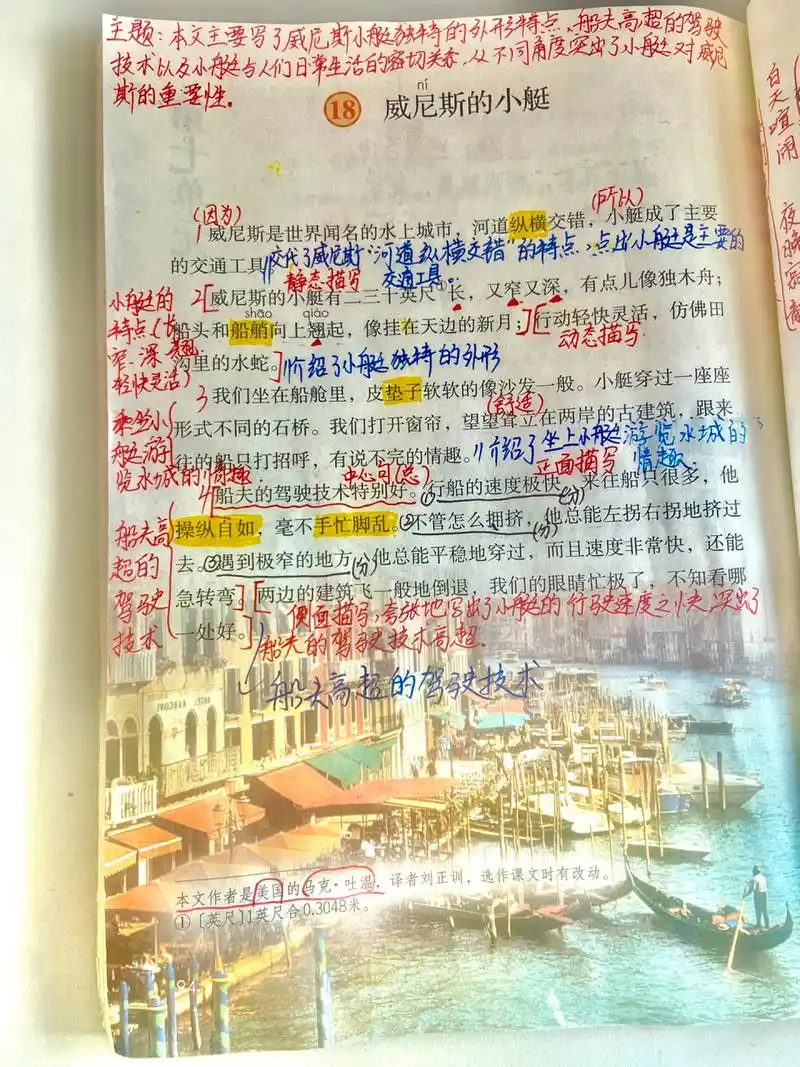 主题：本文主要写了威尼斯小艇独特的外形特点、船夫高超的驾驶
技术以及小艇与人们日常生活的密切关系，从不同角度突出了小艇对威尼
斯的重要性。
ní
18 威尼斯的小艇
白天喧闹
夜晚
(因为)
(所以)
1威尼斯是世界闻名的水上城市，河道纵横交错，小艇成了主要
的交通工具。
//交代了威尼斯“河道纵横交错”的特点，点出小艇是主要的
交通工具。
静态描写
小艇的
特点(长
窄、深、翘
轻快灵活)
2[威尼斯的小艇有二三十英尺①长，又窄又深，有点儿像独木舟；
shāo qiào
船头和船艄向上翘起，像挂在天边的新月；][行动轻快灵活，仿佛田
动态描写
沟里的水蛇。]
//介绍了小艇独特的外形
3我们坐在船舱里，皮垫子软软的像沙发一般。小艇穿过一座座
(舒适)
乘坐小
艇游
览水城的情趣
形式不同的石桥。我们打开窗帘，望望耸立在两岸的古建筑，跟来
往的船只打招呼，有说不完的情趣。
//介绍了坐上小艇游览水城的
情趣
中心句(总)
正面描写
4[船夫的驾驶技术特别好。①行船的速度极快，来往船只很多，他
(分)
船夫高
超的
驾驶
技术
操纵自如，毫不手忙脚乱。②不管怎么拥挤，他总能左拐右拐地挤过
(分)
去。③遇到极窄的地方，他总能平稳地穿过，而且速度非常快，还能
(分)
急转弯。][两边的建筑飞一般地倒退，我们的眼睛忙极了，不知看哪
一处好。]
侧面描写，夸张地写出了小艇的行驶速度之快，突出了
船夫的驾驶技术高超。
船夫高超的驾驶技术
本文作者是美国的马克·吐温，译者刘正训，选作课文时有改动。
①〔英尺〕1英尺合0.3048米。
94